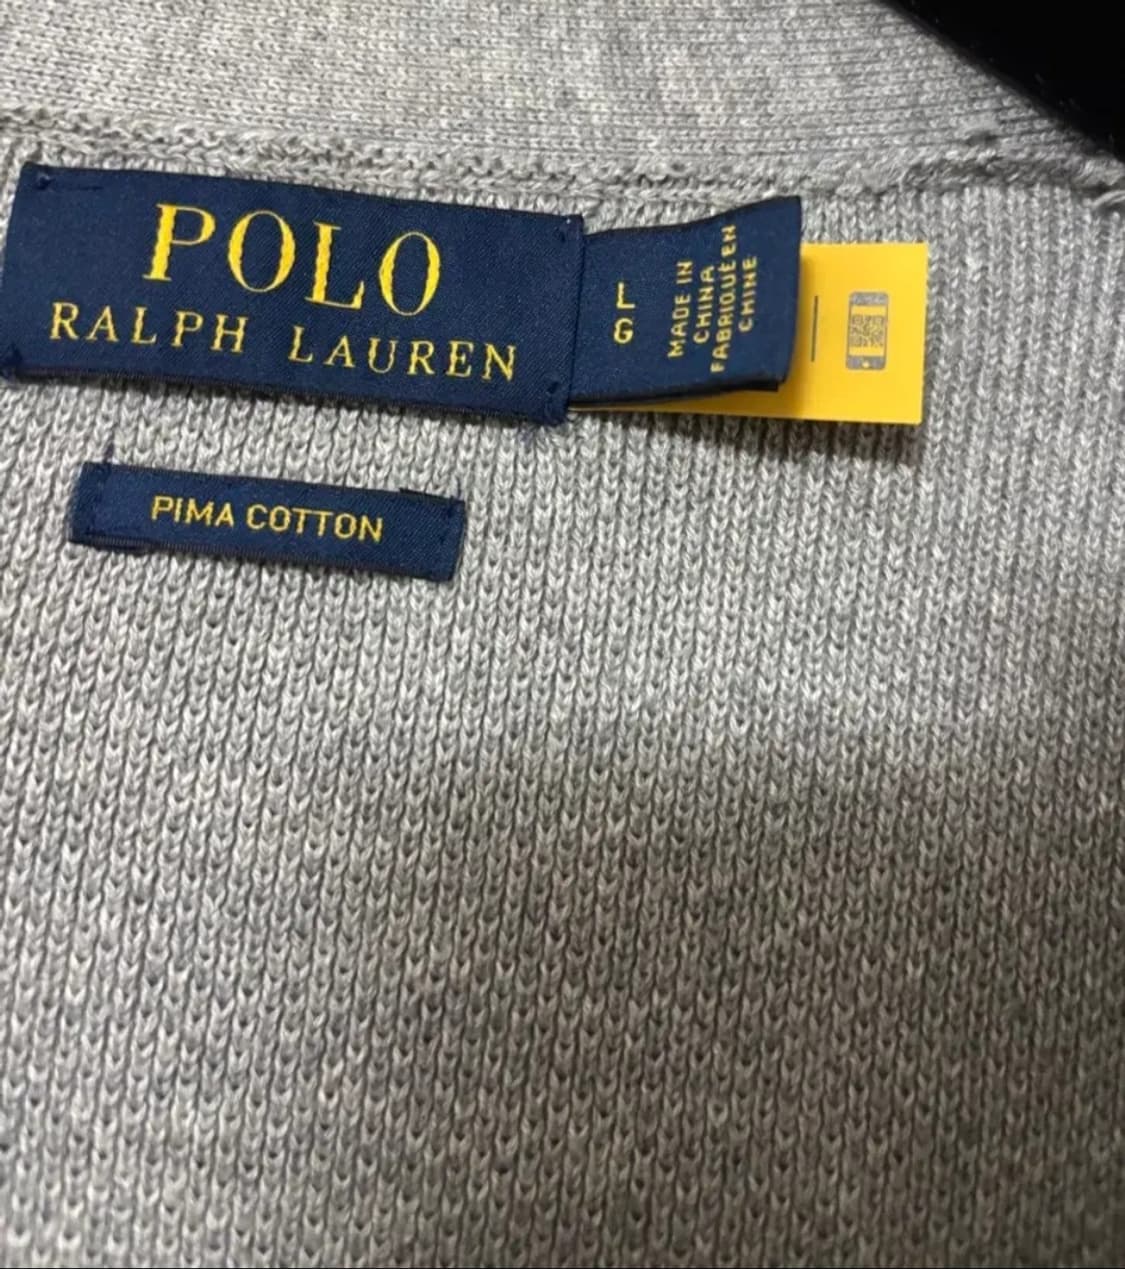 POLO
RALPH LAUREN
L
G
MADE IN
CHINA
FABRIQUÉ EN
CHINE
PIMA COTTON